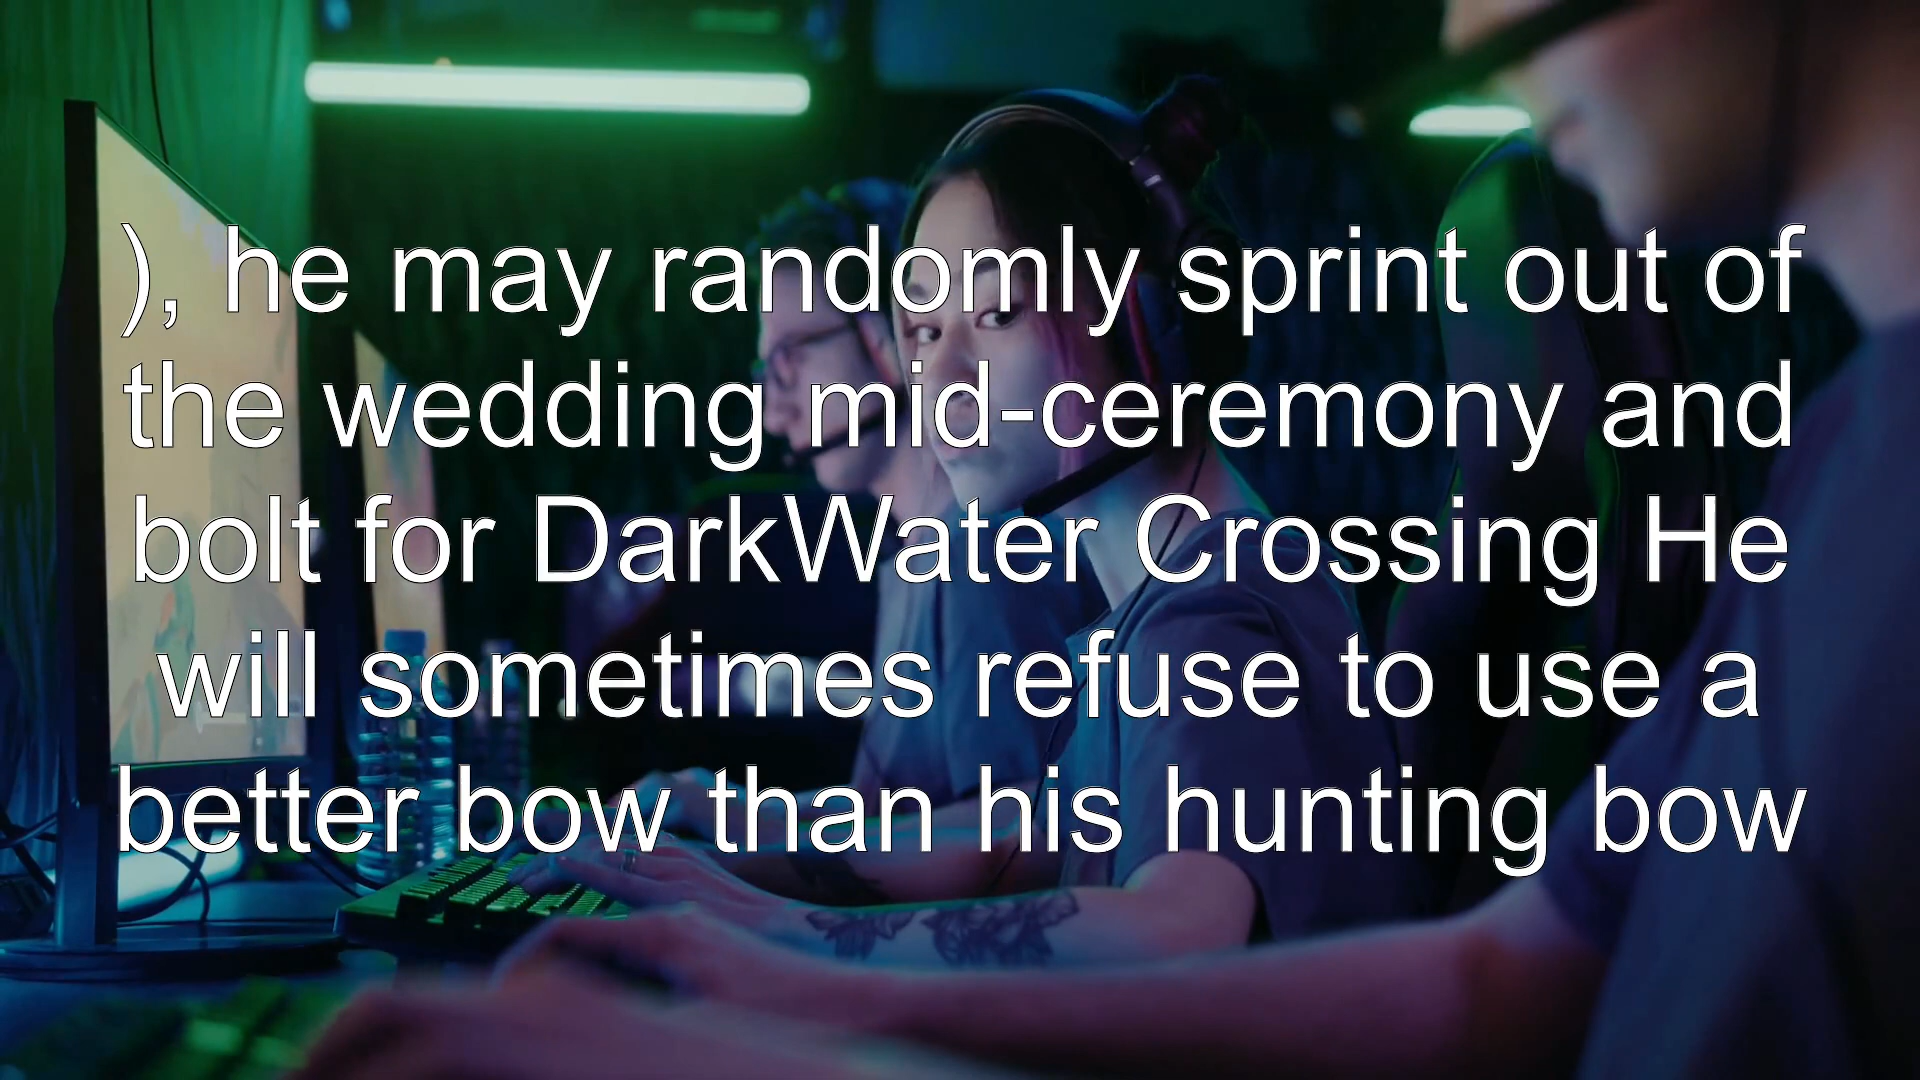 ), he may randomly sprint out of
the wedding mid-ceremony and
bolt for DarkWater Crossing He
will sometimes refuse to use a
better bow than his hunting bow